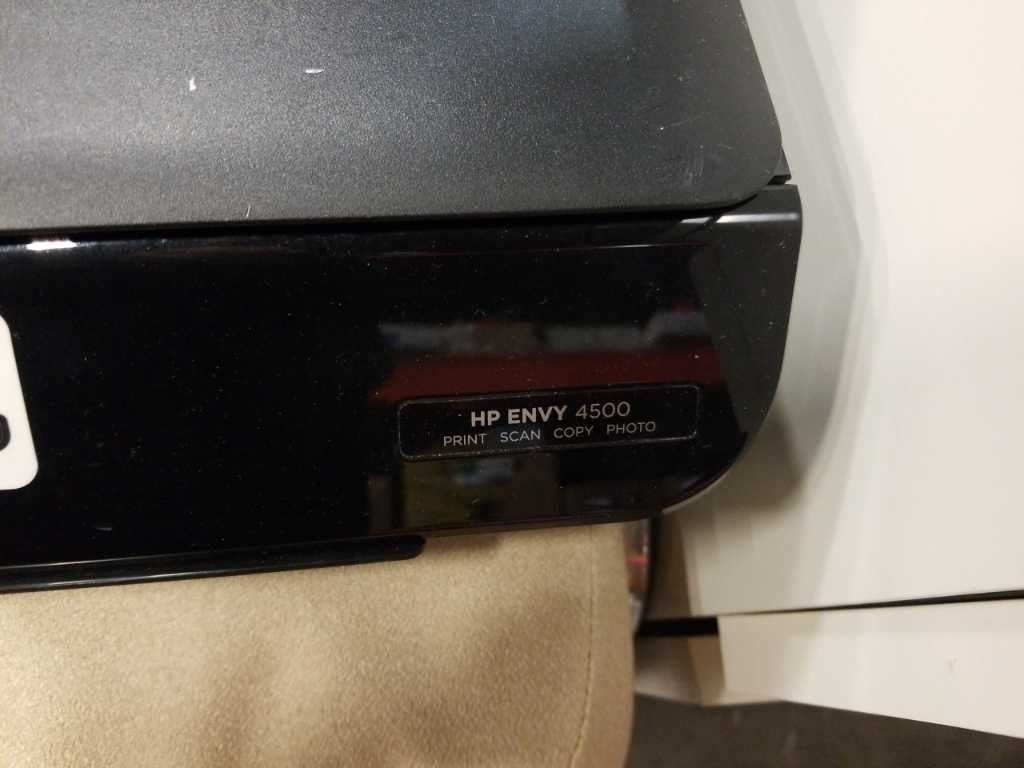 HP ENVY 4500
PRINT SCAN COPY PHOTO